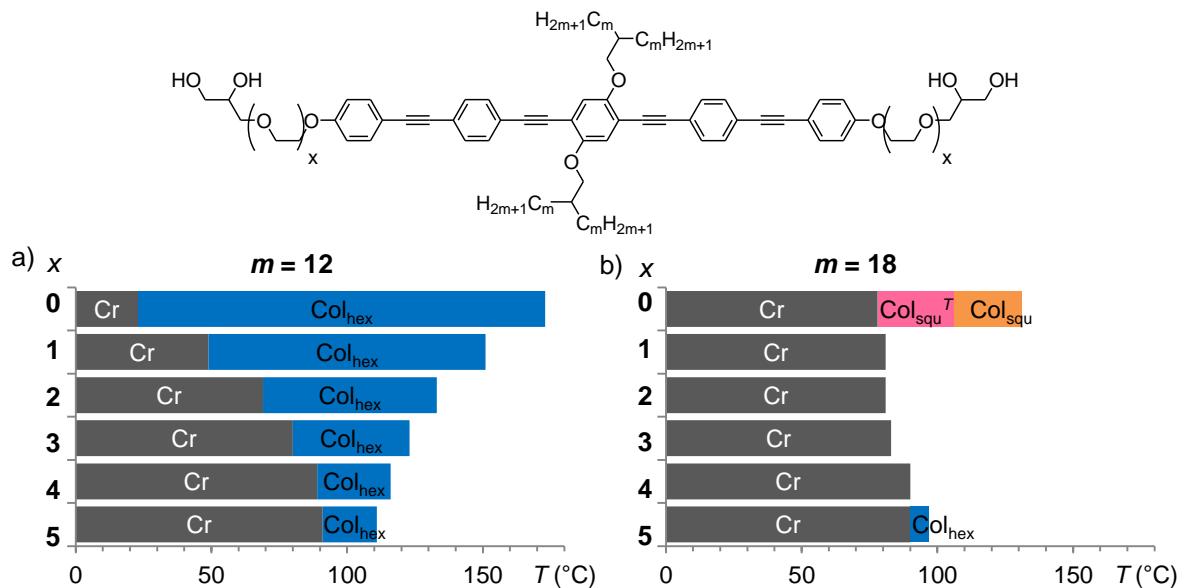 H₂ₘ₊₁Cₘ
CₘH₂ₘ₊₁
HO OH O OH OH
( O ) O O ( O )
x x
O
H₂ₘ₊₁Cₘ
CₘH₂ₘ₊₁
a) x m = 12
0 Cr Colhex
1 Cr Colhex
2 Cr Colhex
3 Cr Colhex
4 Cr Colhex
5 Cr Colhex
0 50 100 150 T (°C)
b) x m = 18
0 Cr Colsquᵀ Colsqu
1 Cr
2 Cr
3 Cr
4 Cr
5 Cr Colhex
0 50 100 150 T (°C)